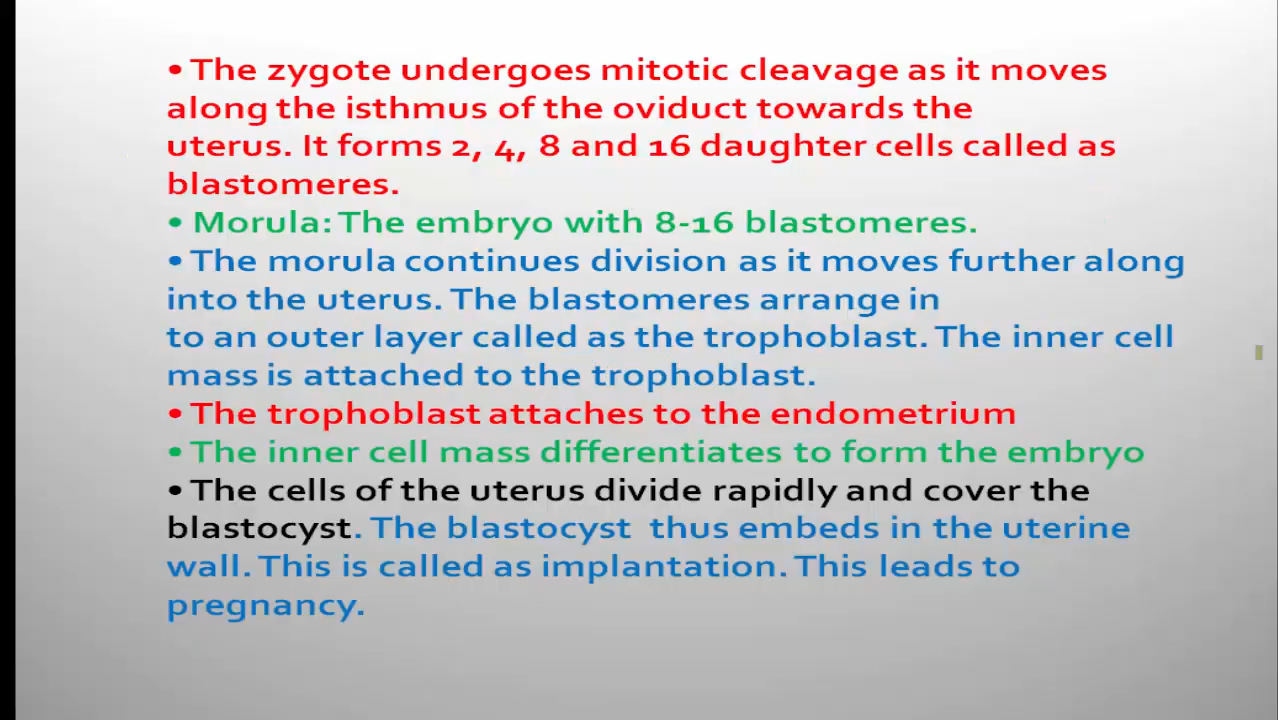 • The zygote undergoes mitotic cleavage as it moves
along the isthmus of the oviduct towards the
uterus. It forms 2, 4, 8 and 16 daughter cells called as
blastomeres.
• Morula: The embryo with 8-16 blastomeres.
• The morula continues division as it moves further along
into the uterus. The blastomeres arrange in
to an outer layer called as the trophoblast. The inner cell
mass is attached to the trophoblast.
• The trophoblast attaches to the endometrium
• The inner cell mass differentiates to form the embryo
• The cells of the uterus divide rapidly and cover the
blastocyst. The blastocyst  thus embeds in the uterine
wall. This is called as implantation. This leads to
pregnancy.